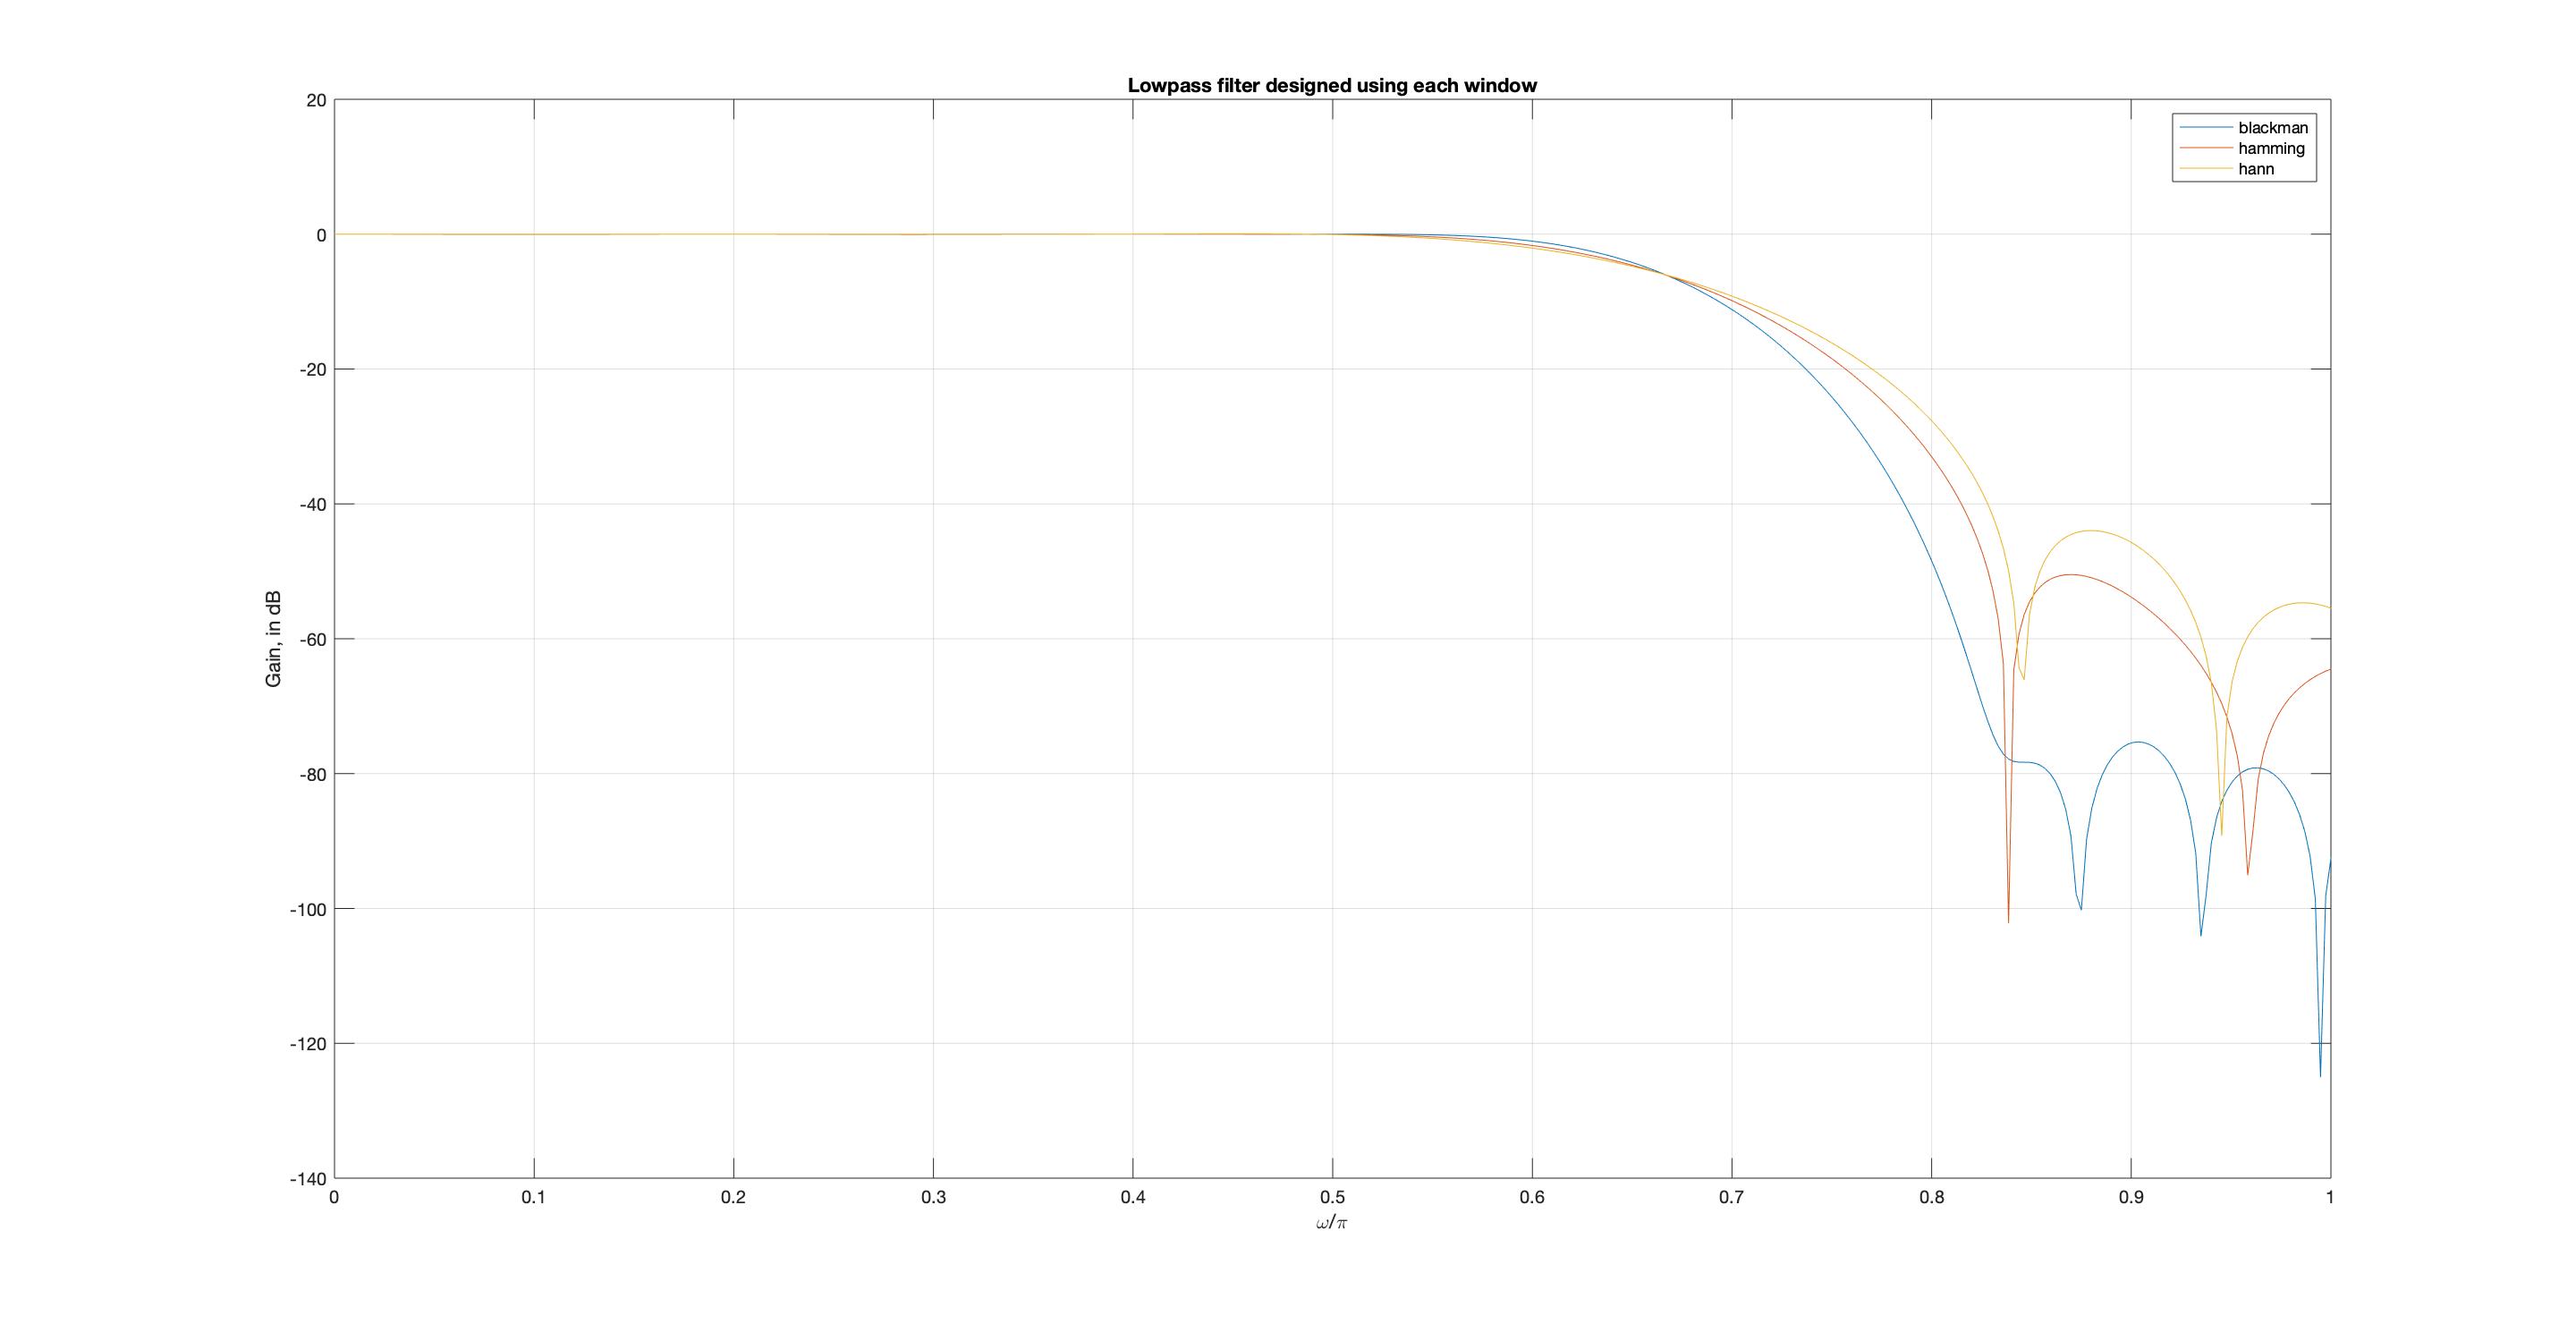 Lowpass filter designed using each window
blackman
hamming
hann
20
0
-20
-40
-60
-80
-100
-120
-140
Gain, in dB
0 0.1 0.2 0.3 0.4 0.5 0.6 0.7 0.8 0.9 1
ω/π